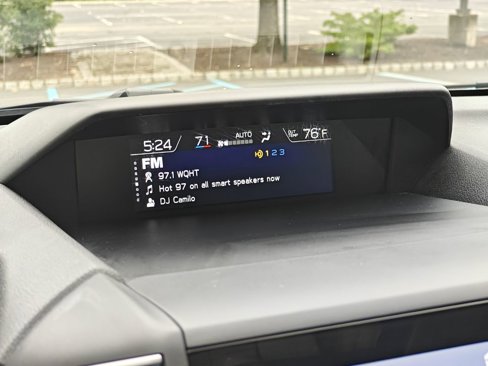 5:24 71 AUTO 76°F
FM
1 2 3
97.1 WQHT
Hot 97 on all smart speakers now
DJ Camilo